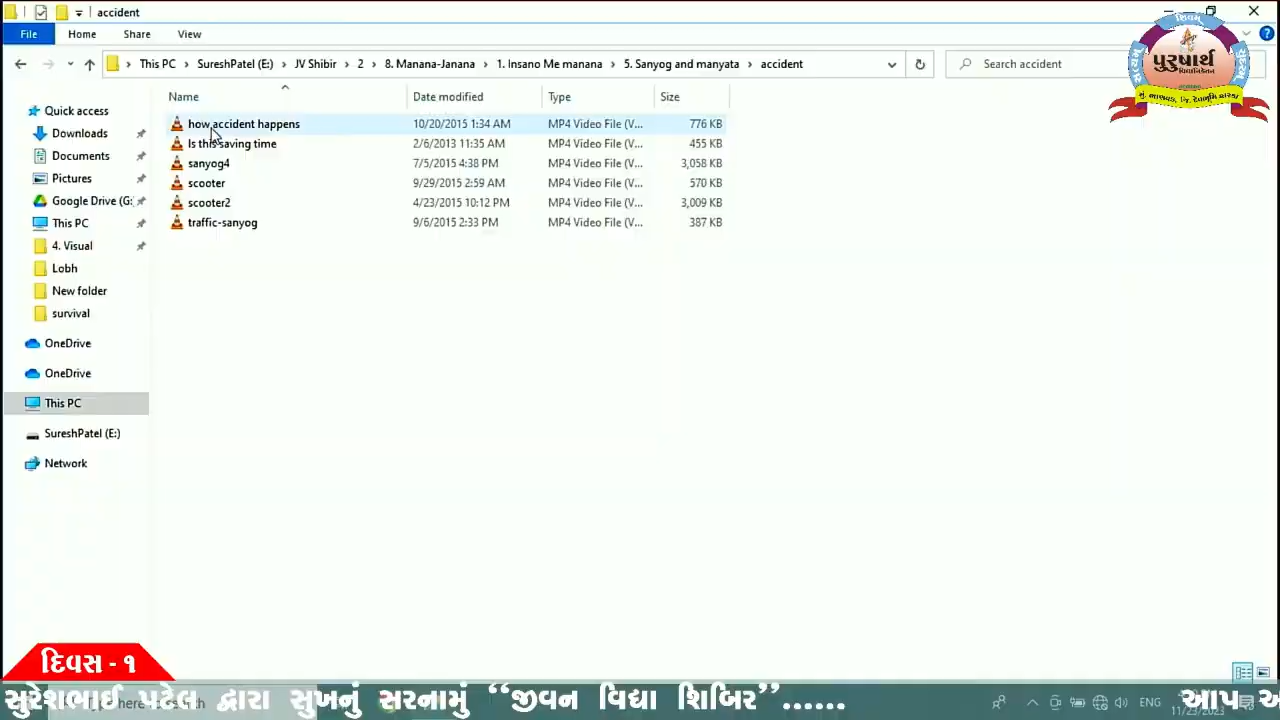 accident
File Home Share View
This PC › SureshPatel (E:) › JV Shibir › 2 › 8. Manana-Janana › 1. Insano Me manana › 5. Sanyog and manyata › accident
Search accident
પુરુષાર્થ
Name Date modified Type Size
how accident happens 10/20/2015 1:34 AM MP4 Video File (V... 776 KB
Is this saving time 2/6/2013 11:35 AM MP4 Video File (V... 455 KB
sanyog4 7/5/2015 4:38 PM MP4 Video File (V... 3,058 KB
scooter 9/29/2015 2:59 AM MP4 Video File (V... 570 KB
scooter2 4/23/2015 10:12 PM MP4 Video File (V... 3,009 KB
traffic-sanyog 9/6/2015 2:33 PM MP4 Video File (V... 387 KB
Quick access
Downloads
Documents
Pictures
Google Drive (G:
This PC
4. Visual
Lobh
New folder
survival
OneDrive
OneDrive
This PC
SureshPatel (E:)
Network
દિવસ - ૧
સુરેશભાઈ પટેલ દ્વારા સુખનું સરનામું “જીવન વિદ્યા શિબિર”...... આપ
ENG
11/23/2023